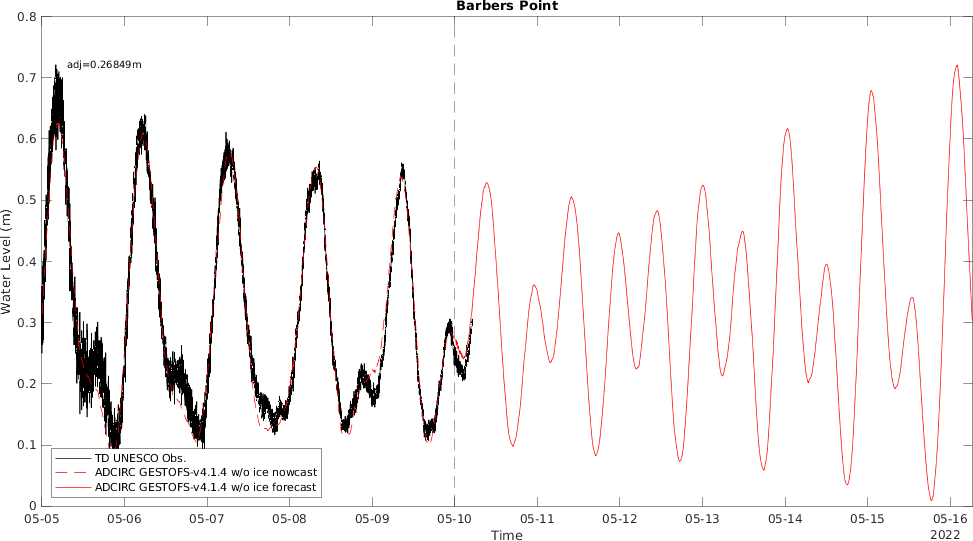 Barbers Point
0.8
0.7
0.6
0.5
0.4
0.3
0.2
0.1
0
Water Level (m)
adj=0.26849m
TD UNESCO Obs.
ADCIRC GESTOFS-v4.1.4 w/o ice nowcast
ADCIRC GESTOFS-v4.1.4 w/o ice forecast
05-05 05-06 05-07 05-08 05-09 05-10 05-11 05-12 05-13 05-14 05-15 05-16
Time
2022